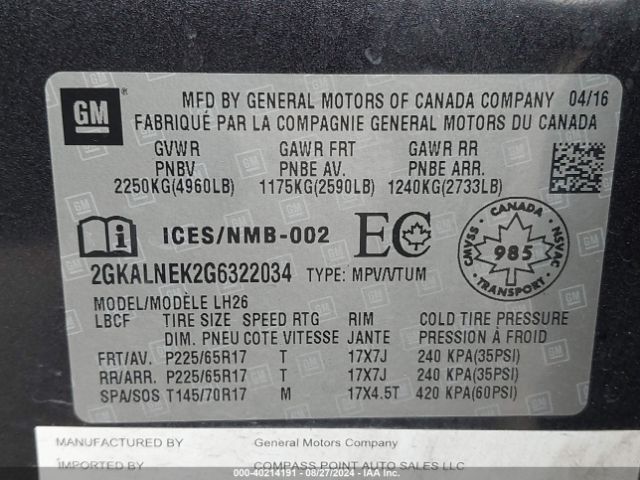 GM
MFD BY GENERAL MOTORS OF CANADA COMPANY 04/16
FABRIQUÉ PAR LA COMPAGNIE GENERAL MOTORS DU CANADA
GVWR GAWR FRT GAWR RR
PNBV PNBE AV. PNBE ARR.
2250KG(4960LB) 1175KG(2590LB) 1240KG(2733LB)
ICES/NMB-002 EC
CANADA
CMVSS 985 NSVAC
TRANSPORT
2GKALNEK2G6322034 TYPE: MPV/VTUM
MODEL/MODÈLE LH26
LBCF TIRE SIZE SPEED RTG RIM COLD TIRE PRESSURE
DIM. PNEU COTE VITESSE JANTE PRESSION À FROID
FRT/AV. P225/65R17 T 17X7J 240 KPA(35PSI)
RR/ARR. P225/65R17 T 17X7J 240 KPA(35PSI)
SPA/SOS T145/70R17 M 17X4.5T 420 KPA(60PSI)
MANUFACTURED BY General Motors Company
IMPORTED BY COMPASS POINT AUTO SALES LLC
000-40214191 - 08/27/2024 - IAA Inc.